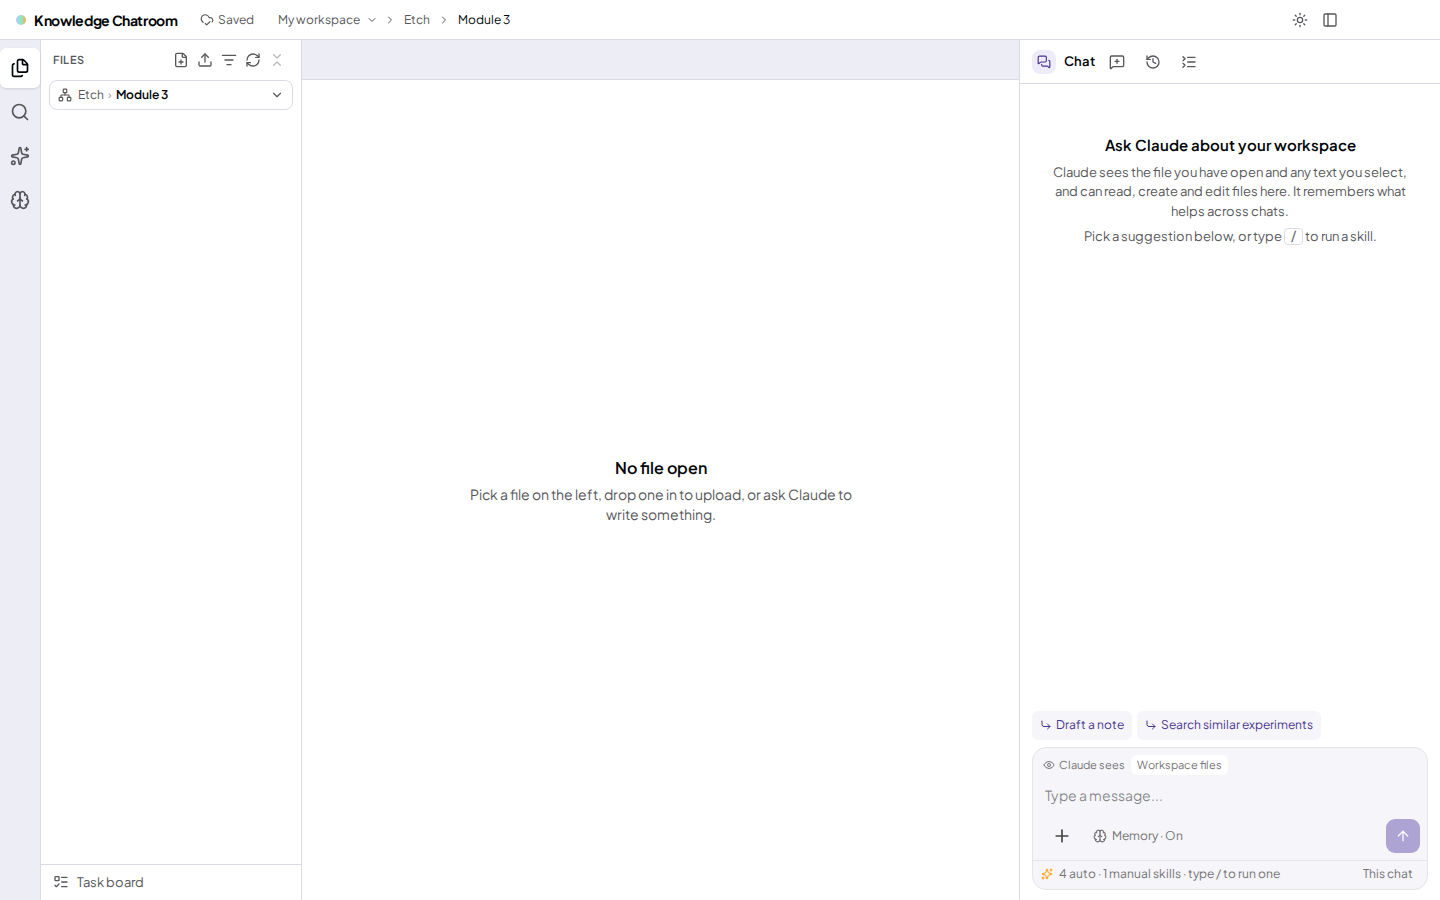 Knowledge Chatroom
Saved
My workspace
Etch
Module 3
FILES
Etch › Module 3
Task board
No file open
Pick a file on the left, drop one in to upload, or ask Claude to
write something.
Chat
Ask Claude about your workspace
Claude sees the file you have open and any text you select,
and can read, create and edit files here. It remembers what
helps across chats.
Pick a suggestion below, or type / to run a skill.
Draft a note
Search similar experiments
Claude sees Workspace files
Type a message...
Memory · On
4 auto · 1 manual skills · type / to run one
This chat